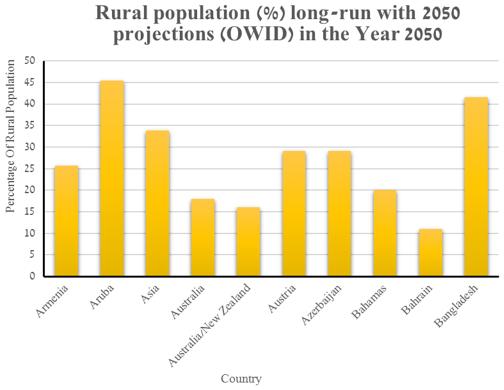 Rural population (%) long-run with 2050
projections (OWID) in the Year 2050
Percentage Of Rural Population
50
45
40
35
30
25
20
15
10
5
0
Armenia
Aruba
Asia
Australia
Australia/New Zealand
Austria
Azerbaijan
Bahamas
Bahrain
Bangladesh
Country